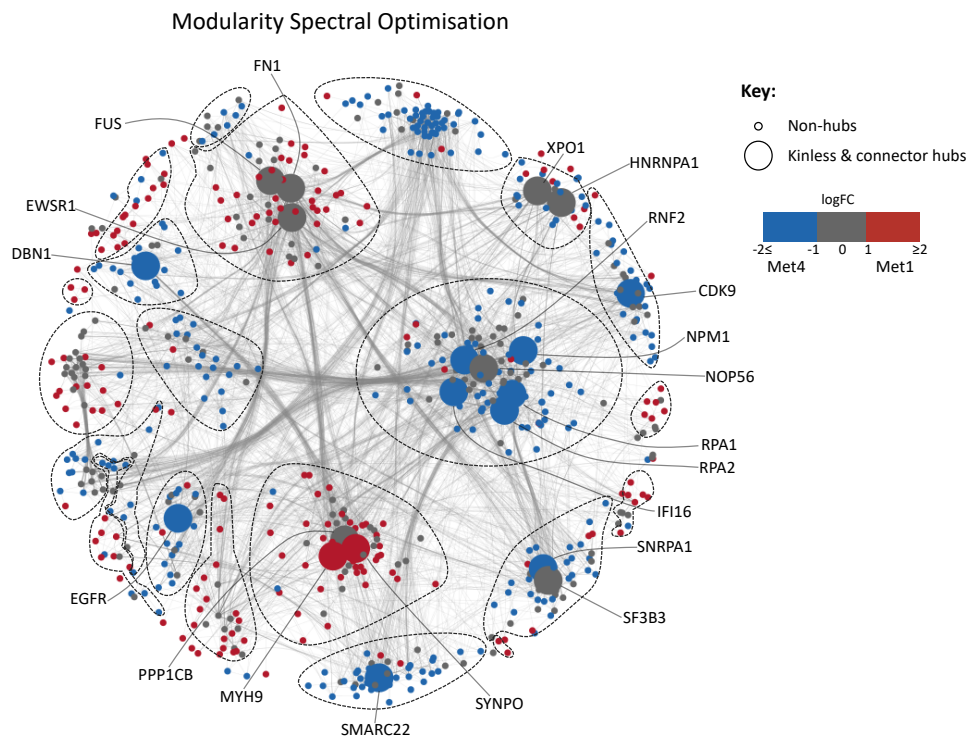 Modularity Spectral Optimisation
FN1
FUS
XPO1
HNRNPA1
EWSR1
RNF2
DBN1
CDK9
NPM1
NOP56
RPA1
RPA2
IFI16
SNRPA1
EGFR
SF3B3
PPP1CB
MYH9
SYNPO
SMARC22
Key:
Non-hubs
Kinless & connector hubs
logFC
-2≤ -1 0 1 ≥2
Met4 Met1